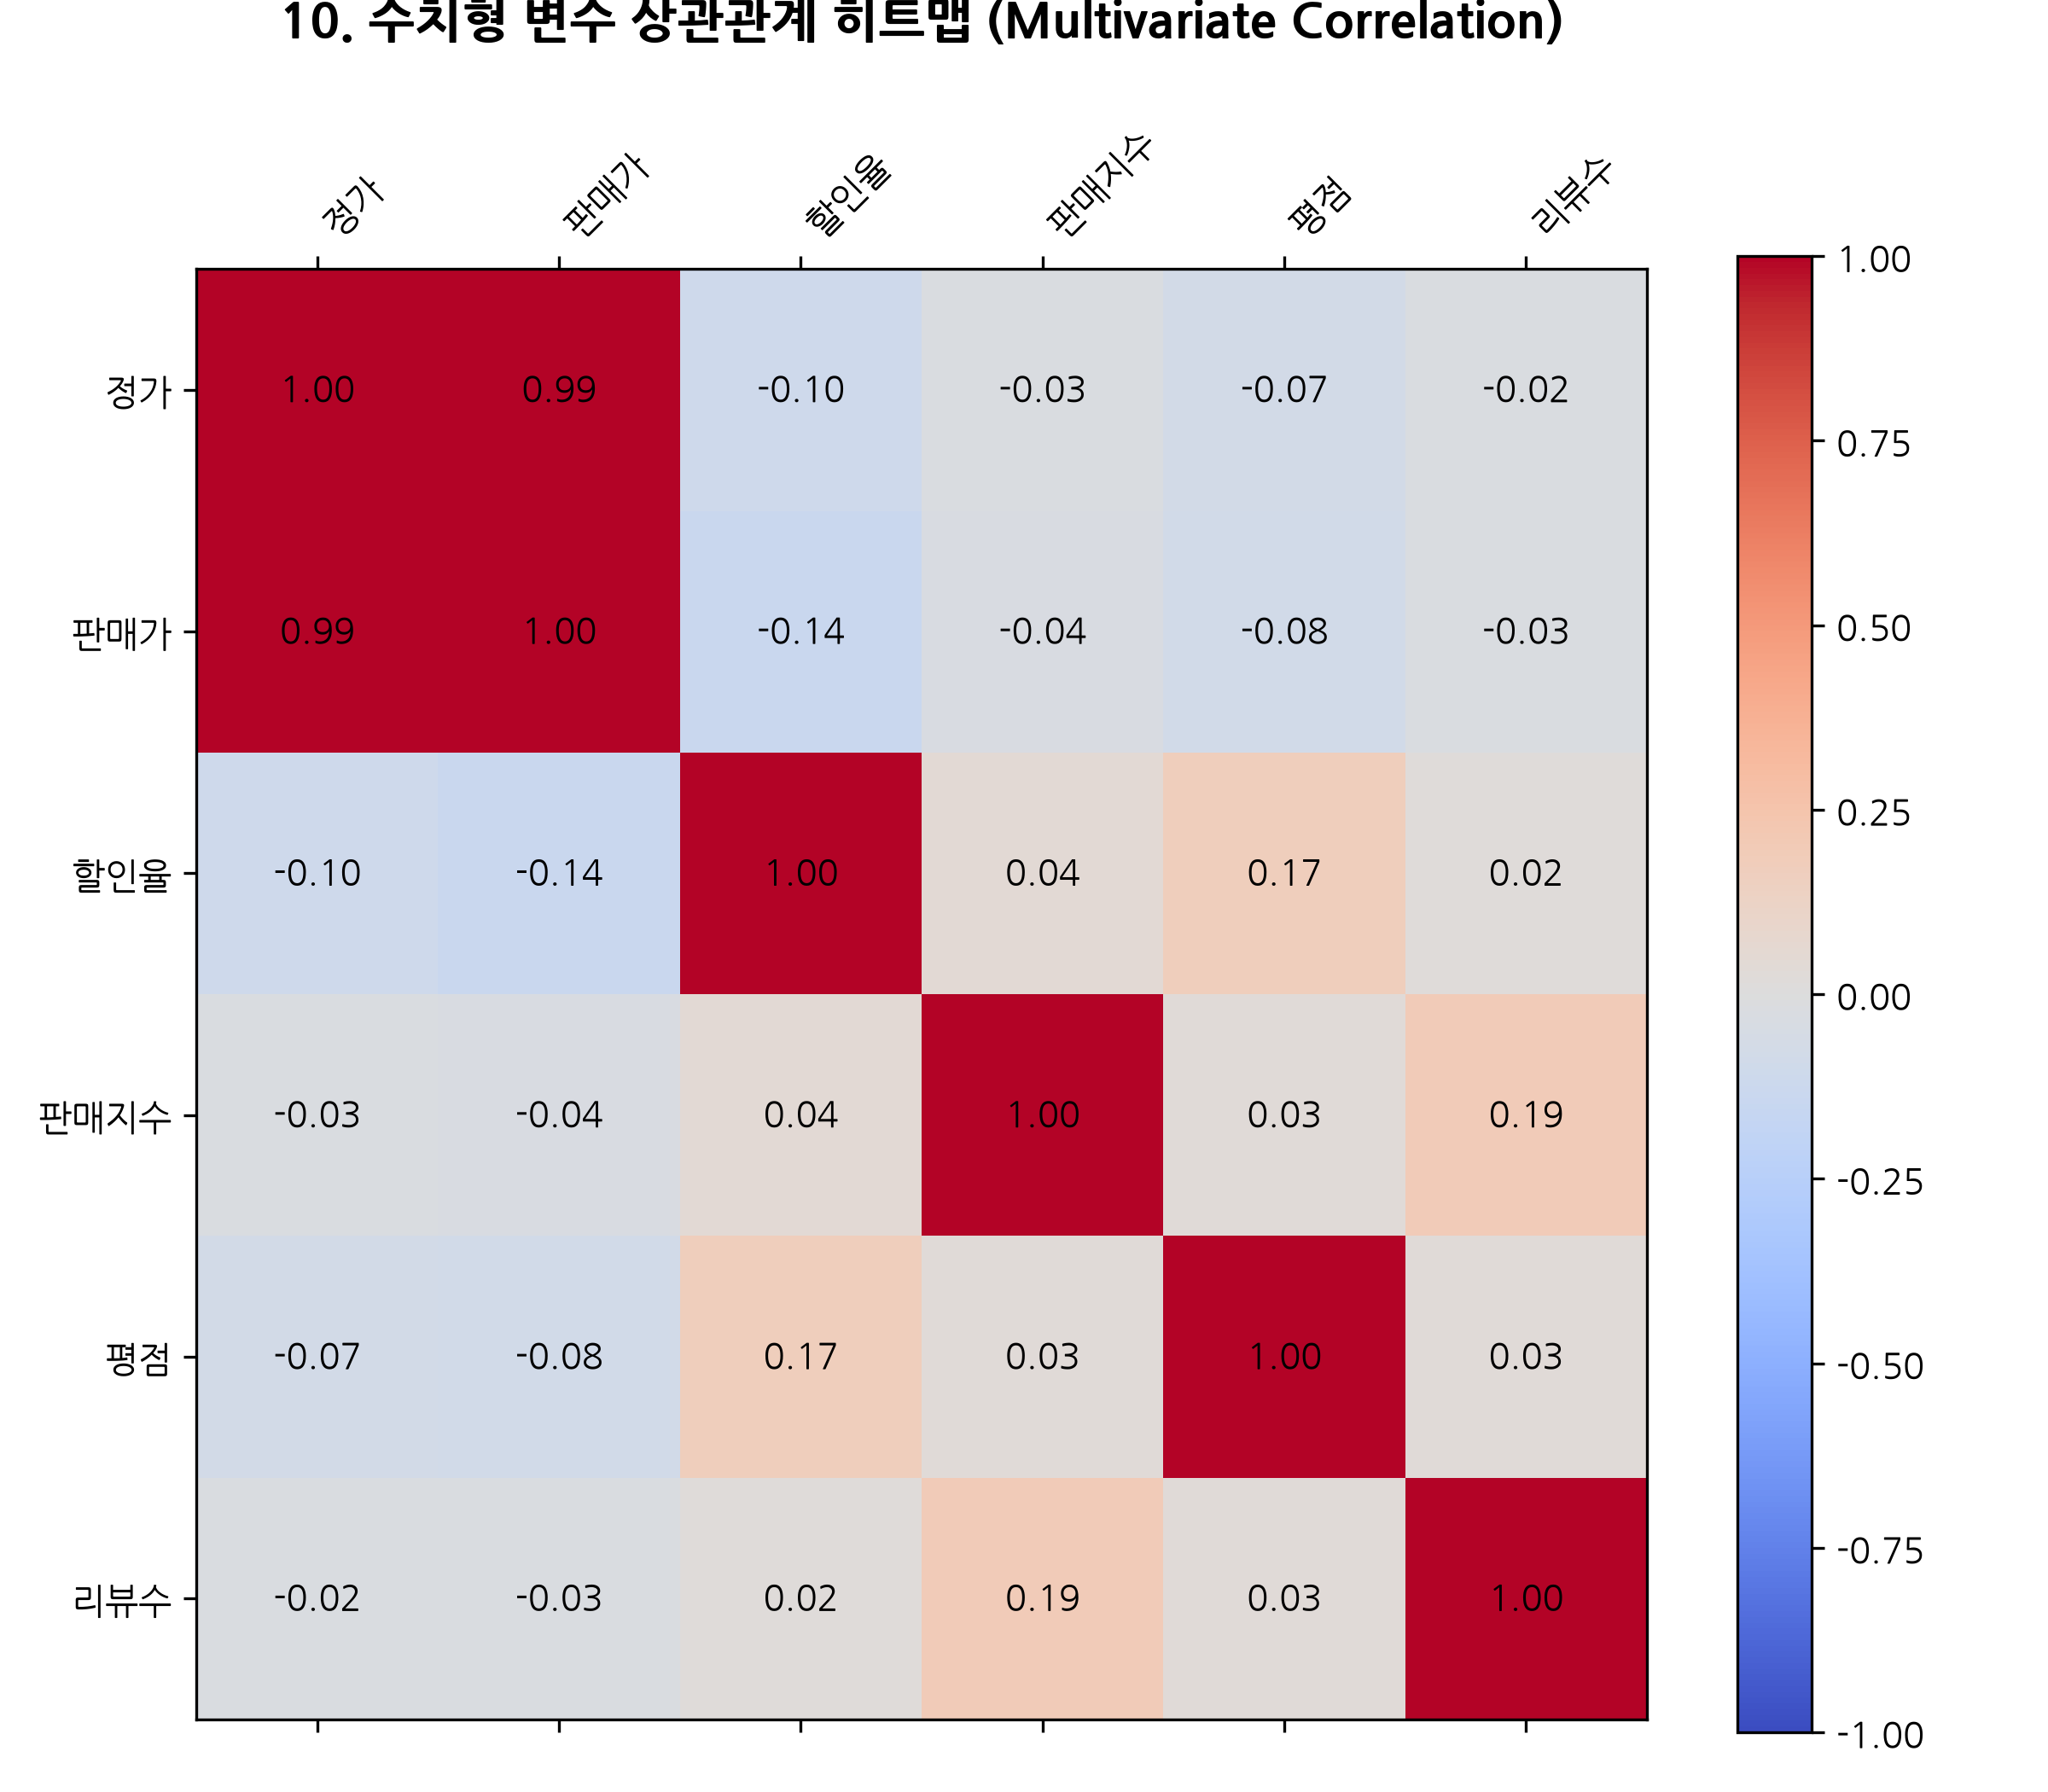 10. 수치형 변수 상관관계 히트맵 (Multivariate Correlation)
정가 판매가 할인율 판매지수 평점 리뷰수
정가 1.00 0.99 -0.10 -0.03 -0.07 -0.02
판매가 0.99 1.00 -0.14 -0.04 -0.08 -0.03
할인율 -0.10 -0.14 1.00 0.04 0.17 0.02
판매지수 -0.03 -0.04 0.04 1.00 0.03 0.19
평점 -0.07 -0.08 0.17 0.03 1.00 0.03
리뷰수 -0.02 -0.03 0.02 0.19 0.03 1.00
1.00
0.75
0.50
0.25
0.00
-0.25
-0.50
-0.75
-1.00